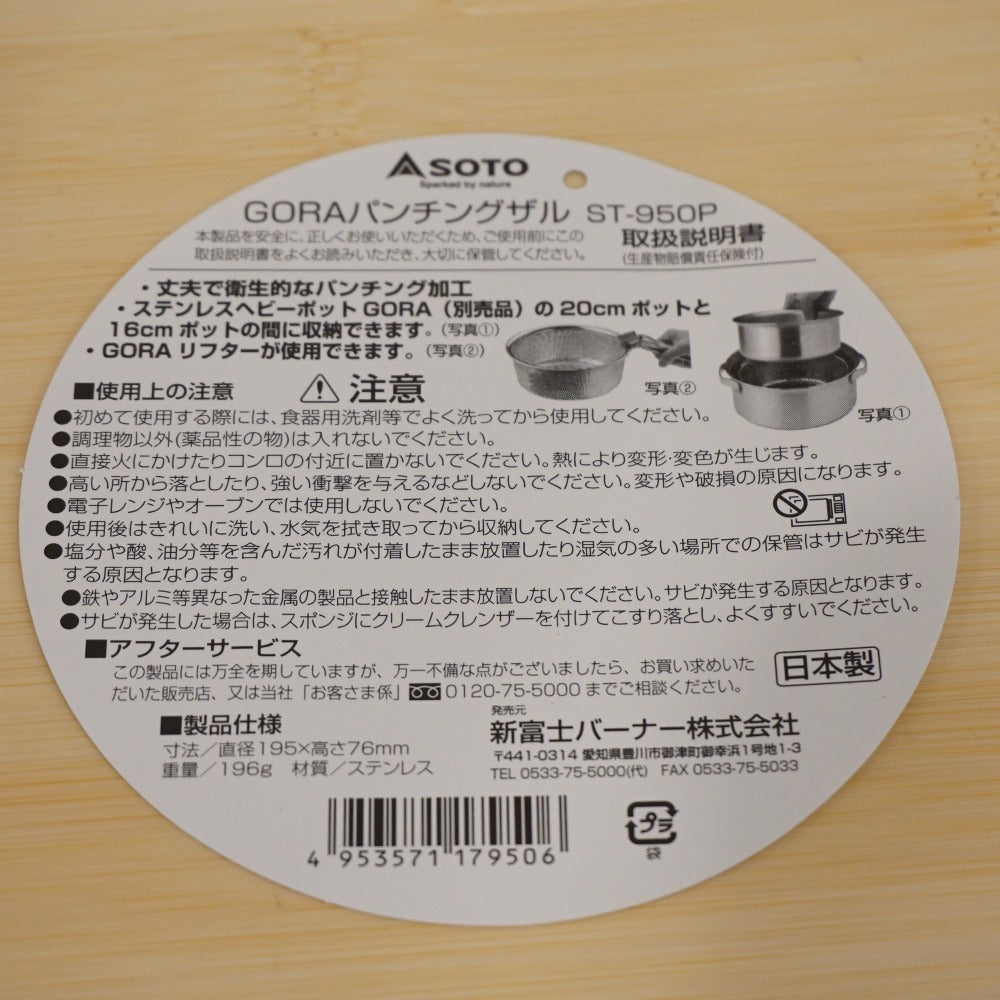 SOTO
Sparked by nature
GORAパンチングザル ST-950P
本製品を安全に、正しくお使いいただくため、ご使用前にこの
取扱説明書をよくお読みいただき、大切に保管してください。
取扱説明書
(生産物賠償責任保険付)
・丈夫で衛生的なパンチング加工
・ステンレスヘビーポットGORA（別売品）の20cmポットと
16cmポットの間に収納できます。(写真①)
・GORAリフターが使用できます。(写真②)
写真②
写真①
■使用上の注意
注意
●初めて使用する際には、食器用洗剤等でよく洗ってから使用してください。
●調理物以外(薬品性の物)は入れないでください。
●直接火にかけたりコンロの付近に置かないでください。熱により変形・変色が生じます。
●高い所から落としたり、強い衝撃を与えるなどしないでください。変形や破損の原因になります。
●電子レンジやオーブンでは使用しないでください。
●使用後はきれいに洗い、水気を拭き取ってから収納してください。
●塩分や酸、油分等を含んだ汚れが付着したまま放置したり湿気の多い場所での保管はサビが発生
する原因となります。
●鉄やアルミ等異なった金属の製品と接触したまま放置しないでください。サビが発生する原因となります。
●サビが発生した場合は、スポンジにクリームクレンザーを付けてこすり落とし、よくすすいでください。
■アフターサービス
この製品には万全を期していますが、万一不備な点がございましたら、お買い求めいた
だいた販売店、又は当社「お客さま係」0120-75-5000までご相談ください。
日本製
■製品仕様
寸法／直径195×高さ76mm
重量／196g 材質／ステンレス
発売元
新富士バーナー株式会社
〒441-0314 愛知県豊川市御津町御幸浜1号地1-3
TEL 0533-75-5000(代) FAX 0533-75-5033
4 953571 179506
プラ
袋